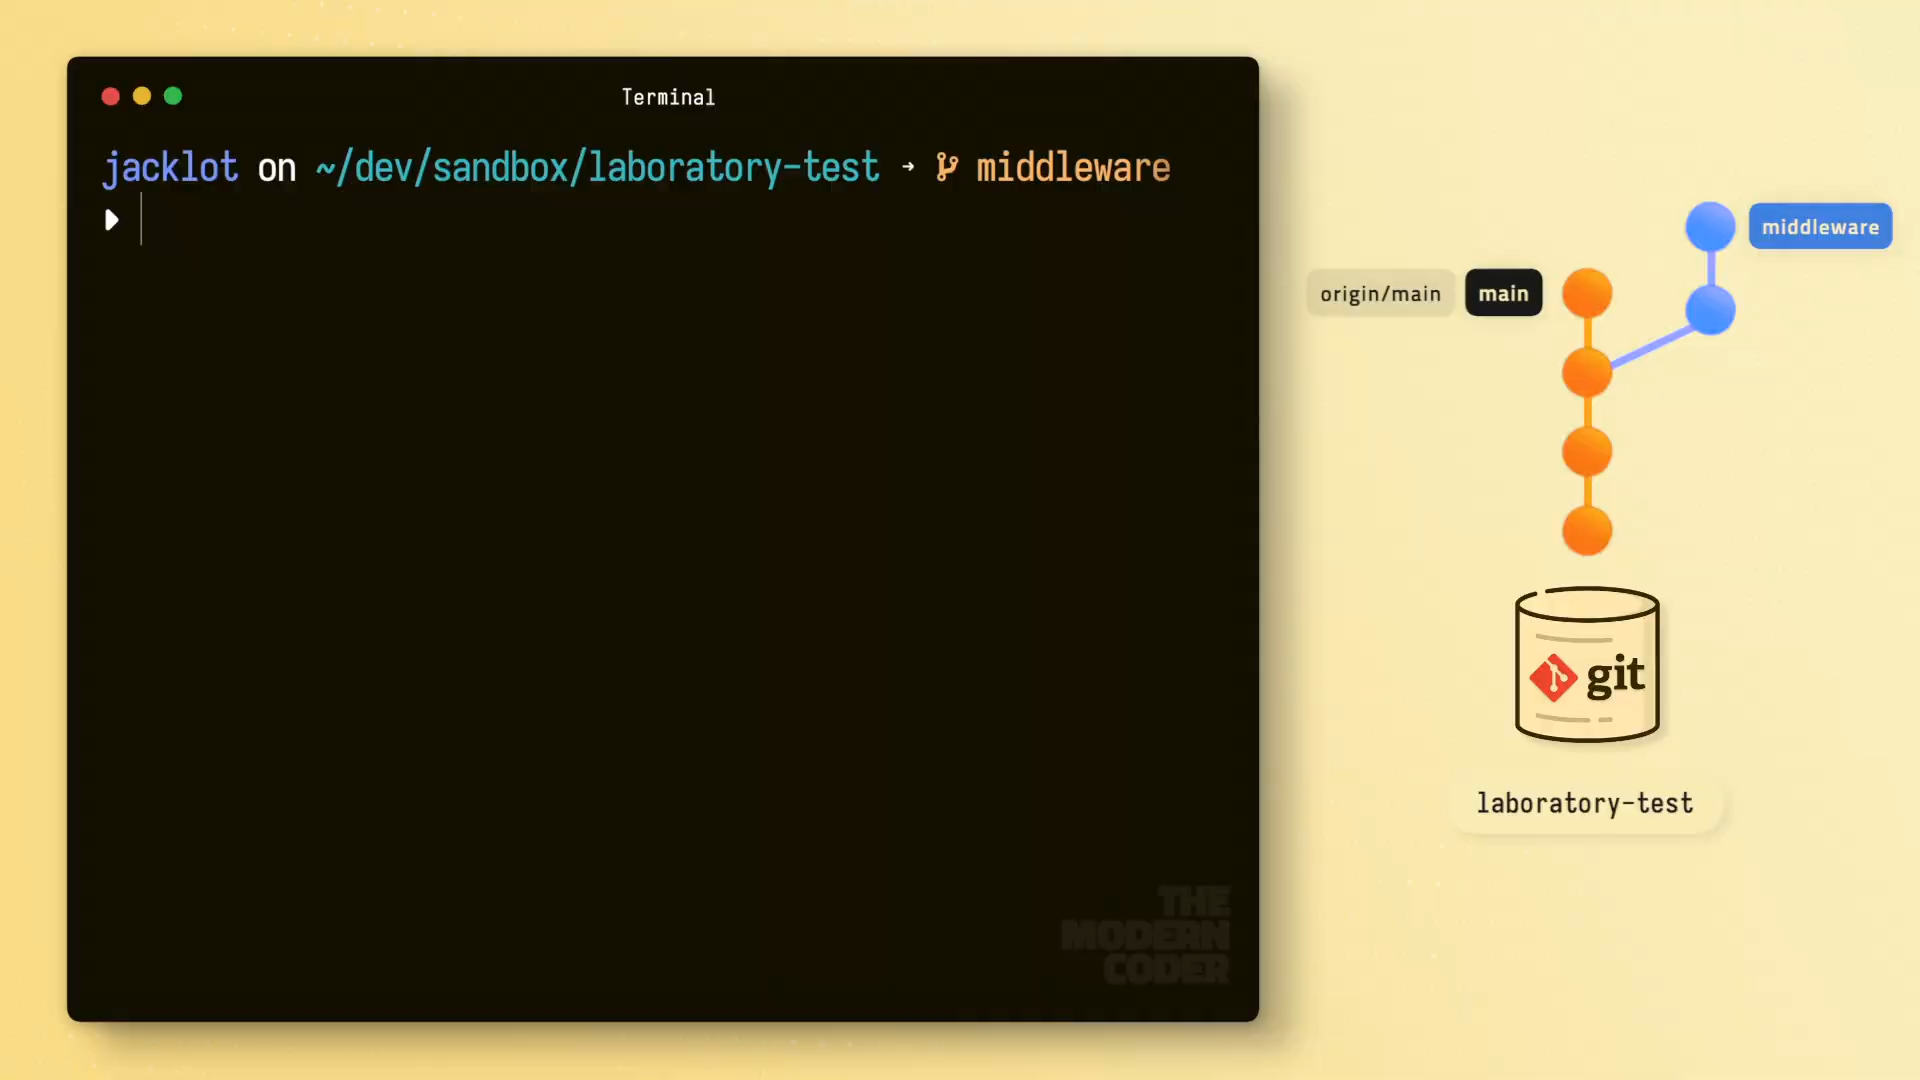 Terminal
jacklot on ~/dev/sandbox/laboratory-test → middleware
middleware
origin/main main
git
laboratory-test
THE
MODERN
CODER